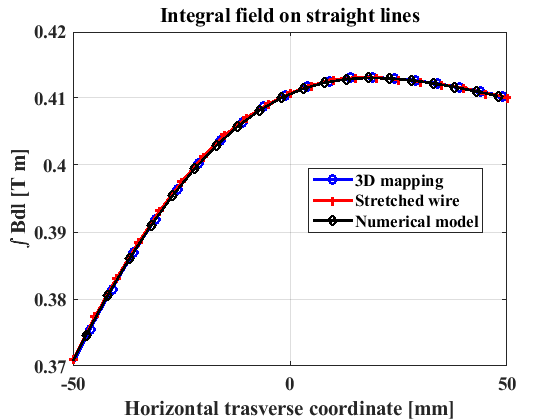 Integral field on straight lines
0.42
0.41
0.4
0.39
0.38
0.37
∫ Bdl [T m]
3D mapping
Stretched wire
Numerical model
-50
0
50
Horizontal trasverse coordinate [mm]